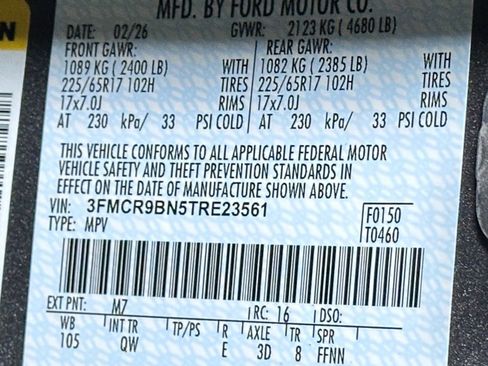 N
MFD. BY FORD MOTOR CO.
DATE: 02/26 GVWR: 2123 KG ( 4680 LB)
FRONT GAWR: REAR GAWR:
1089 KG ( 2400 LB) WITH 1082 KG ( 2385 LB) WITH
225/65R17 102H TIRES 225/65R17 102H TIRES
17x7.0J RIMS 17x7.0J RIMS
AT 230 kPa/ 33 PSI COLD AT 230 kPa/ 33 PSI COLD
THIS VEHICLE CONFORMS TO ALL APPLICABLE FEDERAL MOTOR
VEHICLE SAFETY AND THEFT PREVENTION STANDARDS IN
EFFECT ON THE DATE OF MANUFACTURE SHOWN ABOVE.
VIN: 3FMCR9BN5TRE23561 F0150
TYPE: MPV T0460
EXT PNT: M7 RC: 16 DSO:
WB INT TR TP/PS R AXLE TR SPR
105 QW E 3D 8 FFNN